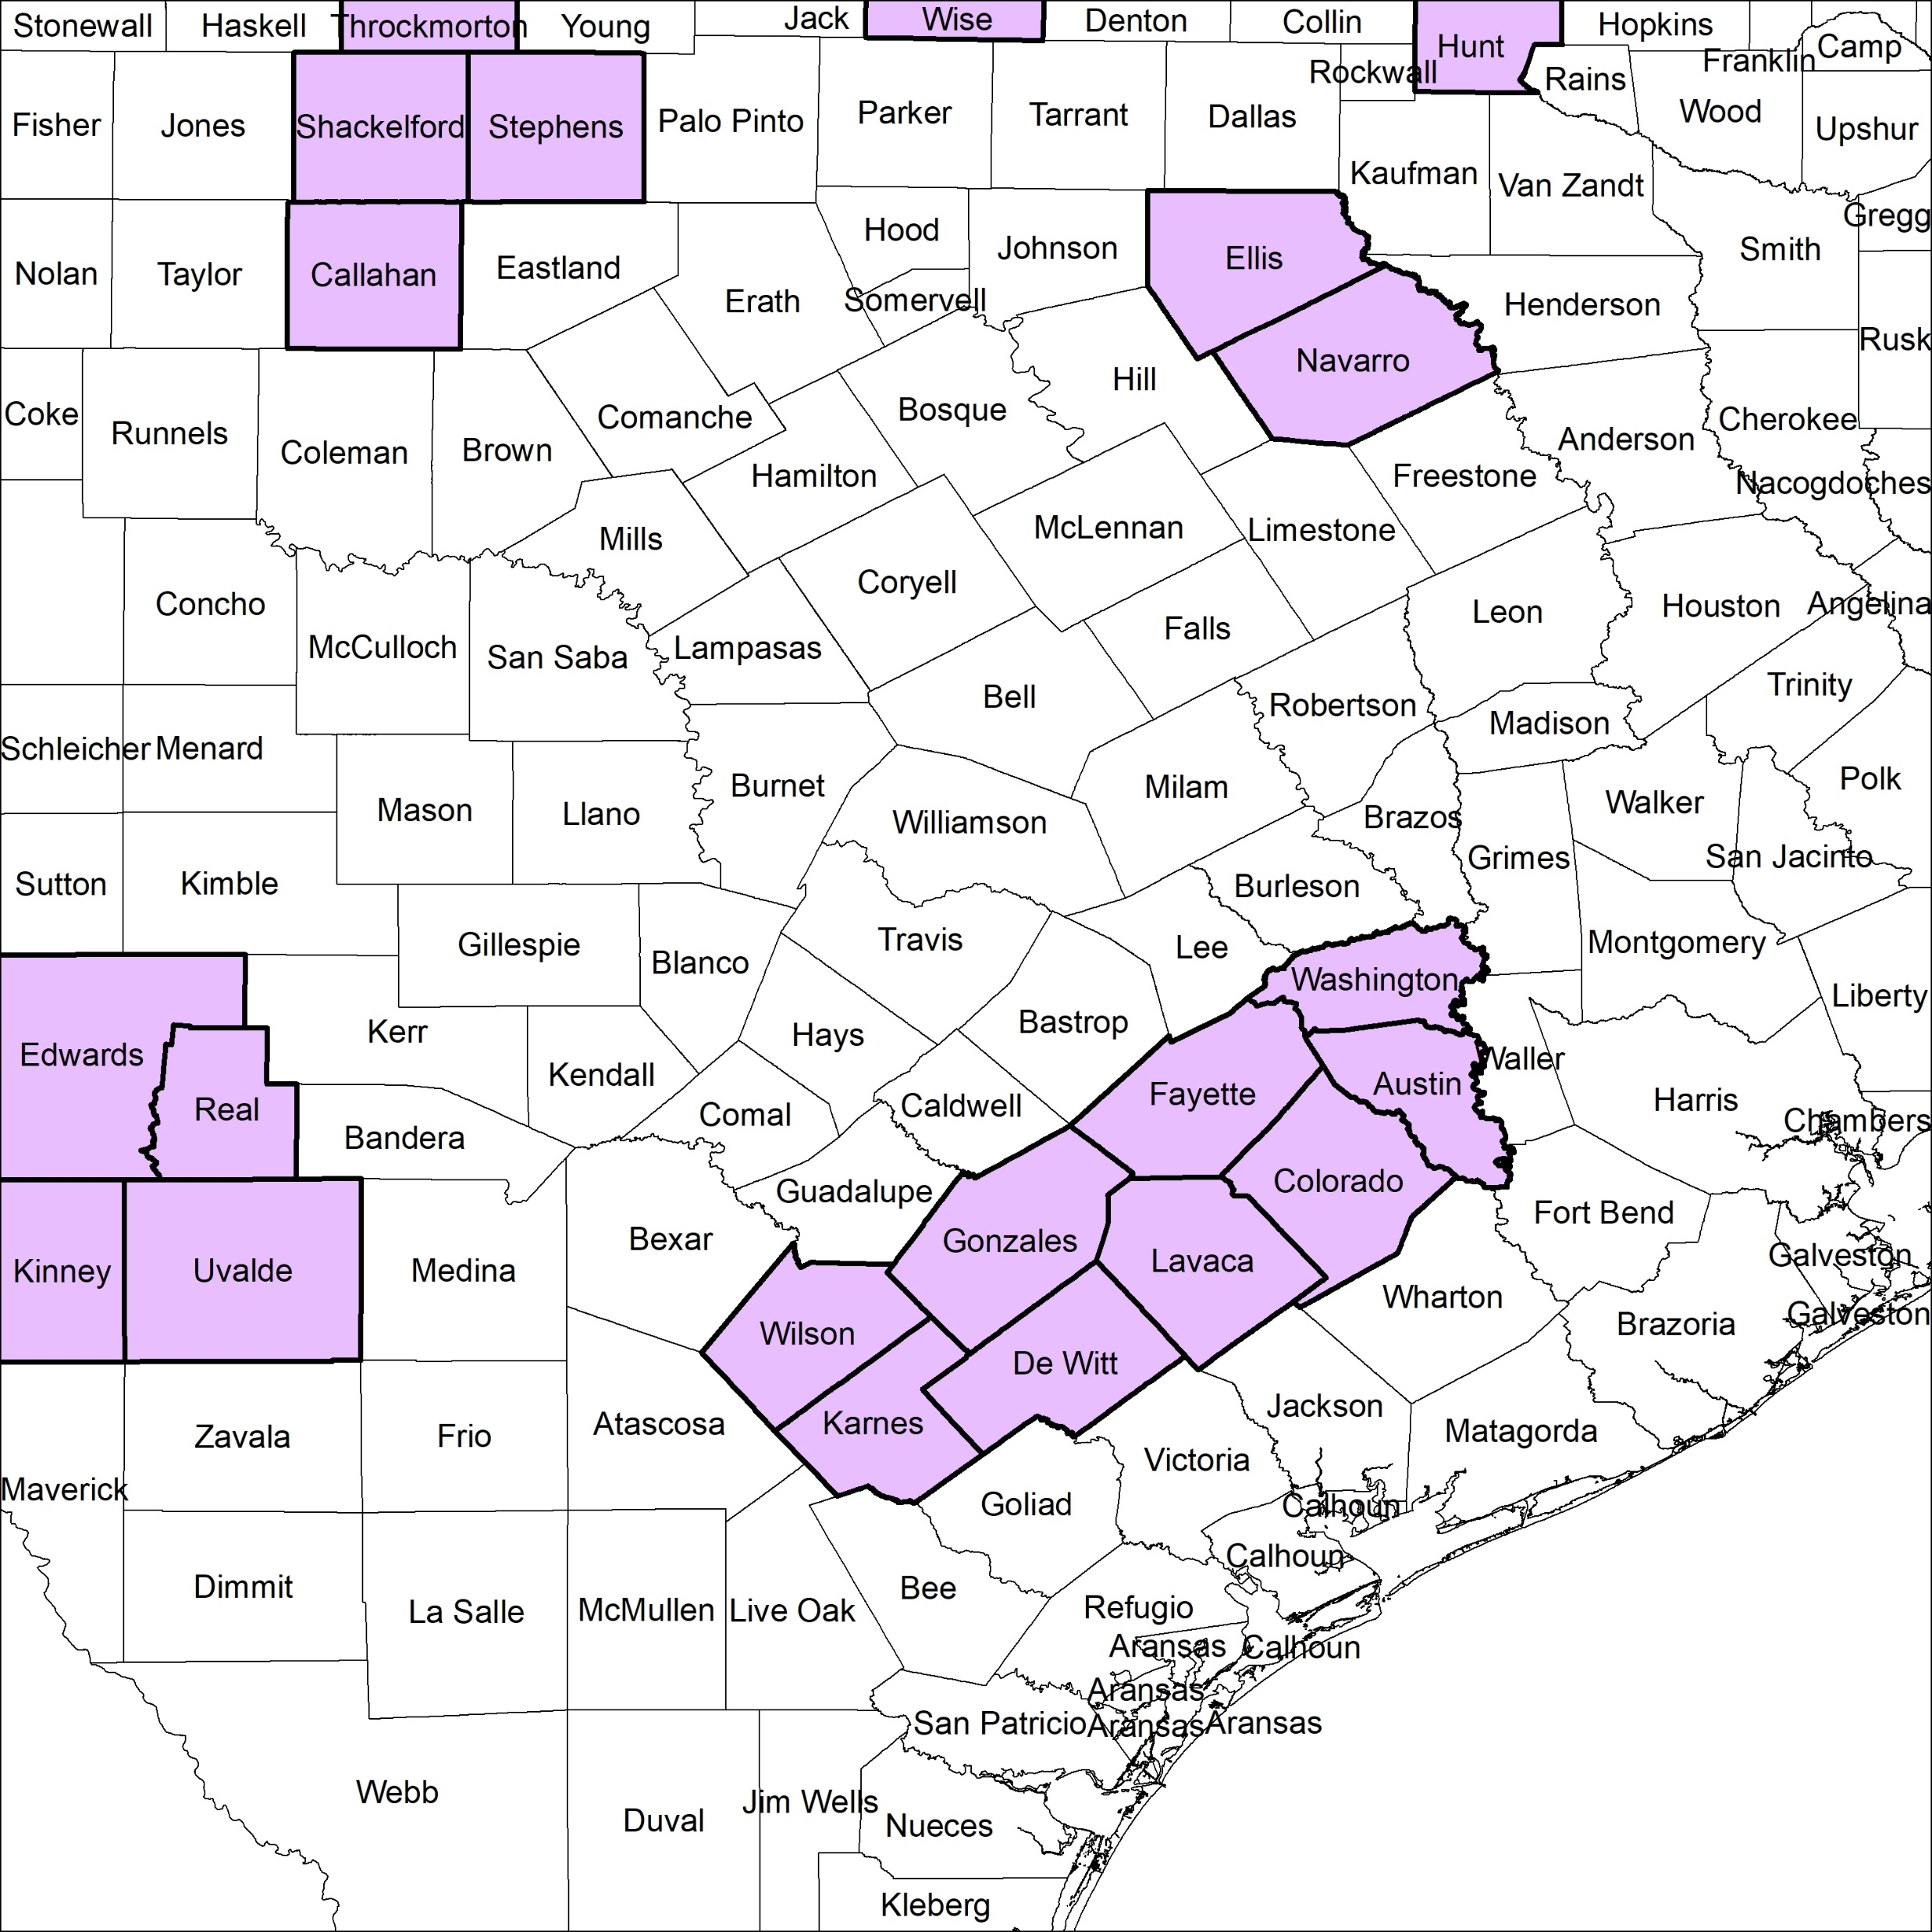 Stonewall
Haskell
Throckmorton
Young
Jack
Wise
Denton
Collin
Hunt
Hopkins
Franklin
Camp
Rockwall
Rains
Wood
Upshur
Fisher
Jones
Shackelford
Stephens
Palo Pinto
Parker
Tarrant
Dallas
Kaufman
Van Zandt
Gregg
Nolan
Taylor
Callahan
Eastland
Hood
Johnson
Ellis
Smith
Erath
Somervell
Henderson
Rusk
Navarro
Hill
Coke
Runnels
Coleman
Brown
Comanche
Bosque
Cherokee
Anderson
Hamilton
Freestone
Nacogdoches
Mills
McLennan
Limestone
Coryell
Concho
McCulloch
San Saba
Lampasas
Falls
Leon
Houston
Angelina
Bell
Robertson
Madison
Trinity
Schleicher
Menard
Mason
Llano
Burnet
Williamson
Milam
Brazos
Walker
Polk
Grimes
San Jacinto
Sutton
Kimble
Burleson
Gillespie
Blanco
Travis
Lee
Montgomery
Washington
Liberty
Edwards
Kerr
Hays
Bastrop
Waller
Kendall
Real
Comal
Caldwell
Fayette
Austin
Harris
Chambers
Bandera
Guadalupe
Colorado
Fort Bend
Bexar
Gonzales
Lavaca
Galveston
Kinney
Uvalde
Medina
Wharton
Galveston
Wilson
De Witt
Brazoria
Zavala
Frio
Atascosa
Karnes
Jackson
Matagorda
Victoria
Maverick
Goliad
Calhoun
Calhoun
Dimmit
La Salle
McMullen
Live Oak
Bee
Refugio
Aransas
Calhoun
Aransas
San Patricio
Aransas
Aransas
Webb
Duval
Jim Wells
Nueces
Kleberg